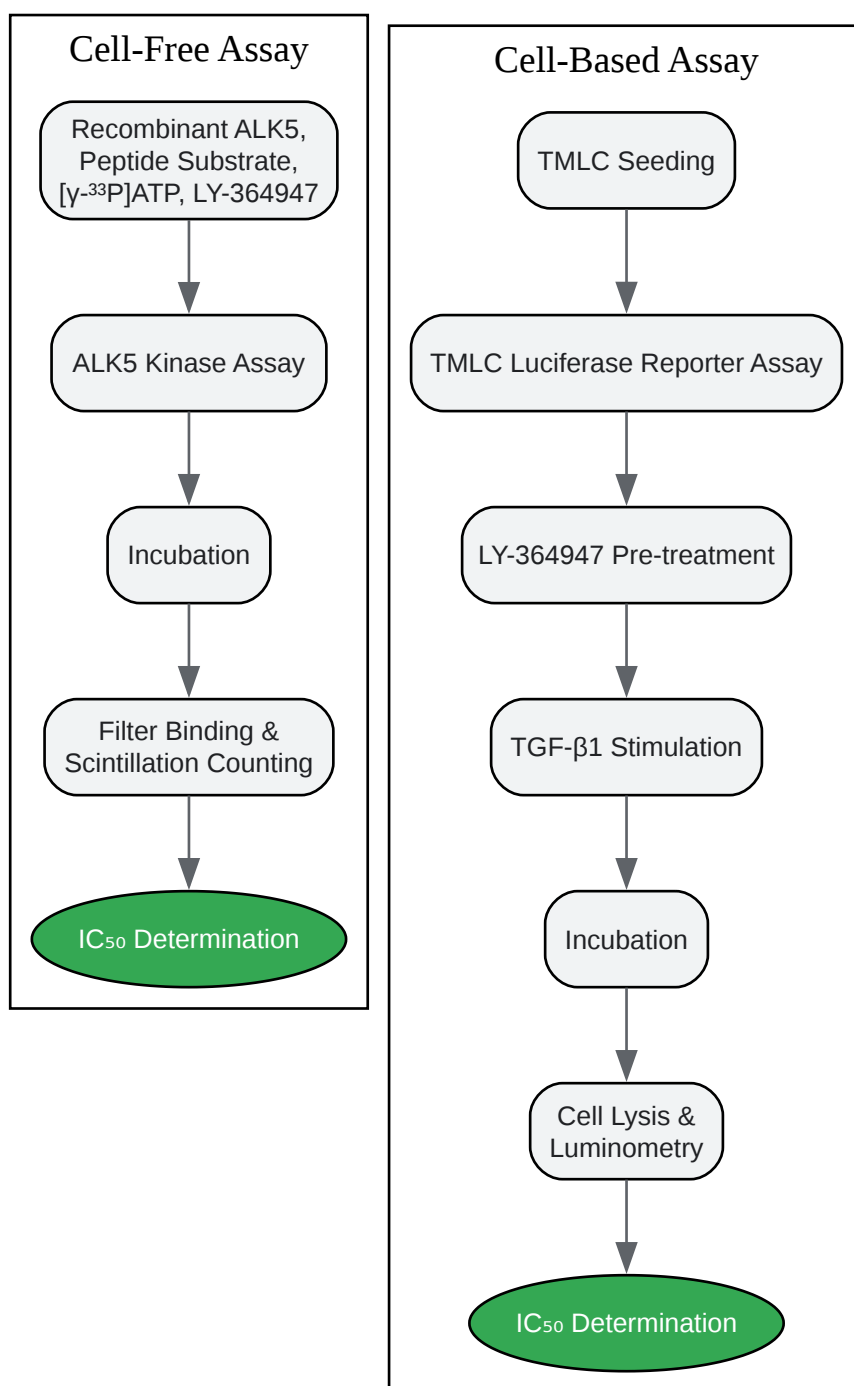 Cell-Free Assay
Recombinant ALK5,
Peptide Substrate,
[γ-³³P]ATP, LY-364947
ALK5 Kinase Assay
Incubation
Filter Binding &
Scintillation Counting
IC₅₀ Determination
Cell-Based Assay
TMLC Seeding
TMLC Luciferase Reporter Assay
LY-364947 Pre-treatment
TGF-β1 Stimulation
Incubation
Cell Lysis &
Luminometry
IC₅₀ Determination